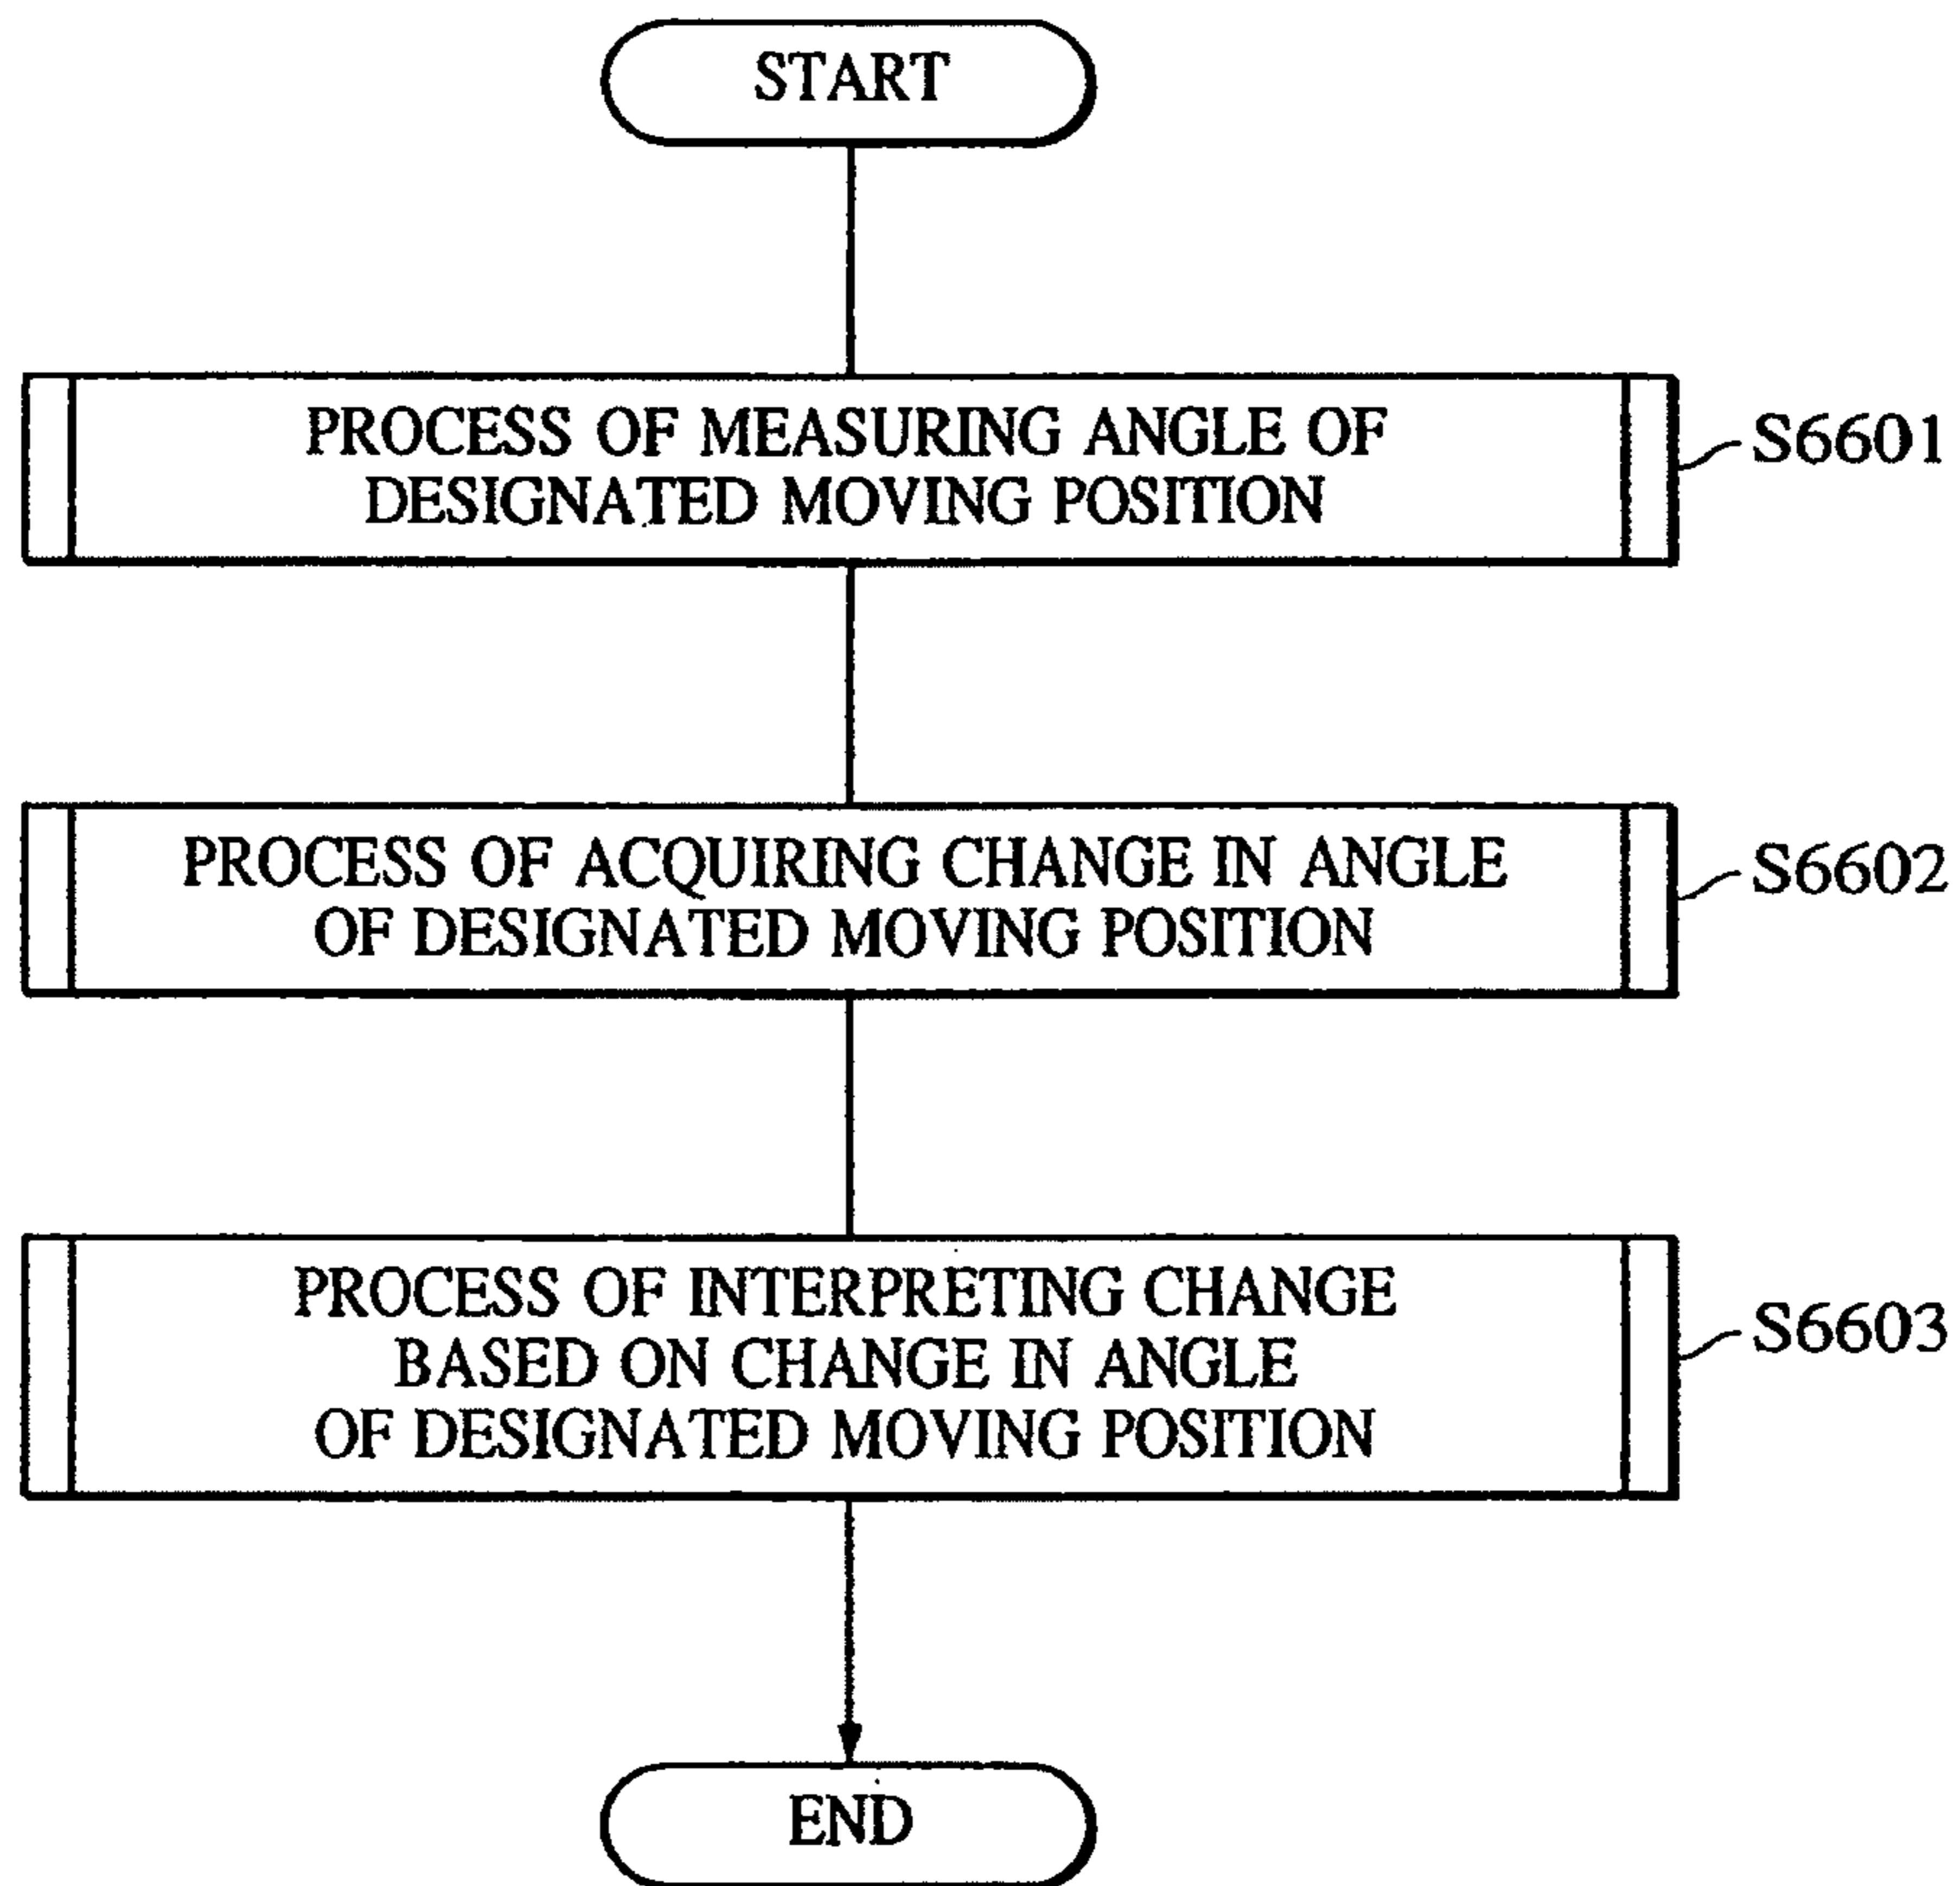 START
PROCESS OF MEASURING ANGLE OF
DESIGNATED MOVING POSITION
S6601
PROCESS OF ACQUIRING CHANGE IN ANGLE
OF DESIGNATED MOVING POSITION
S6602
PROCESS OF INTERPRETING CHANGE
BASED ON CHANGE IN ANGLE
OF DESIGNATED MOVING POSITION
S6603
END